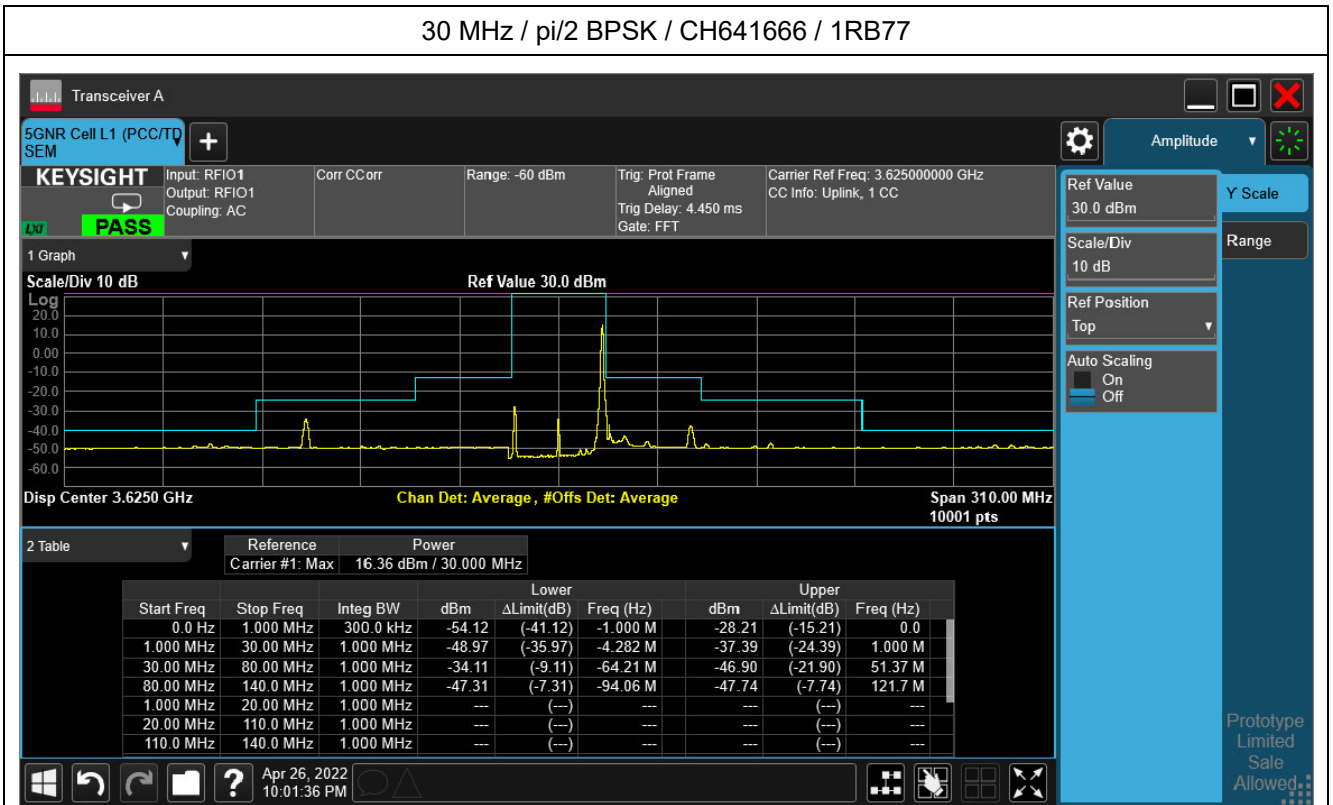 30 MHz / pi/2 BPSK / CH641666 / 1RB77
Transceiver A
5GNR Cell L1 (PCC/TD
SEM
+
Amplitude
KEYSIGHT
LXI
PASS
Input: RFIO1
Output: RFIO1
Coupling: AC
Corr CCorr
Range: -60 dBm
Trig: Prot Frame
Aligned
Trig Delay: 4.450 ms
Gate: FFT
Carrier Ref Freq: 3.625000000 GHz
CC Info: Uplink, 1 CC
Ref Value
30.0 dBm
Y Scale
Scale/Div
10 dB
Range
Ref Position
Top
Auto Scaling
On
Off
1 Graph
Scale/Div 10 dB
Ref Value 30.0 dBm
Log
20.0
10.0
0.00
-10.0
-20.0
-30.0
-40.0
-50.0
-60.0
Disp Center 3.6250 GHz
Chan Det: Average , #Offs Det: Average
Span 310.00 MHz
10001 pts
2 Table
Reference Power
Carrier #1: Max 16.36 dBm / 30.000 MHz
Lower Upper
Start Freq Stop Freq Integ BW dBm ΔLimit(dB) Freq (Hz) dBm ΔLimit(dB) Freq (Hz)
0.0 Hz 1.000 MHz 300.0 kHz -54.12 (-41.12) -1.000 M -28.21 (-15.21) 0.0
1.000 MHz 30.00 MHz 1.000 MHz -48.97 (-35.97) -4.282 M -37.39 (-24.39) 1.000 M
30.00 MHz 80.00 MHz 1.000 MHz -34.11 (-9.11) -64.21 M -46.90 (-21.90) 51.37 M
80.00 MHz 140.0 MHz 1.000 MHz -47.31 (-7.31) -94.06 M -47.74 (-7.74) 121.7 M
1.000 MHz 20.00 MHz 1.000 MHz --- (---) --- --- (---) ---
20.00 MHz 110.0 MHz 1.000 MHz --- (---) --- --- (---) ---
110.0 MHz 140.0 MHz 1.000 MHz --- (---) --- --- (---) ---
Prototype
Limited
Sale
Allowed
?
Apr 26, 2022
10:01:36 PM